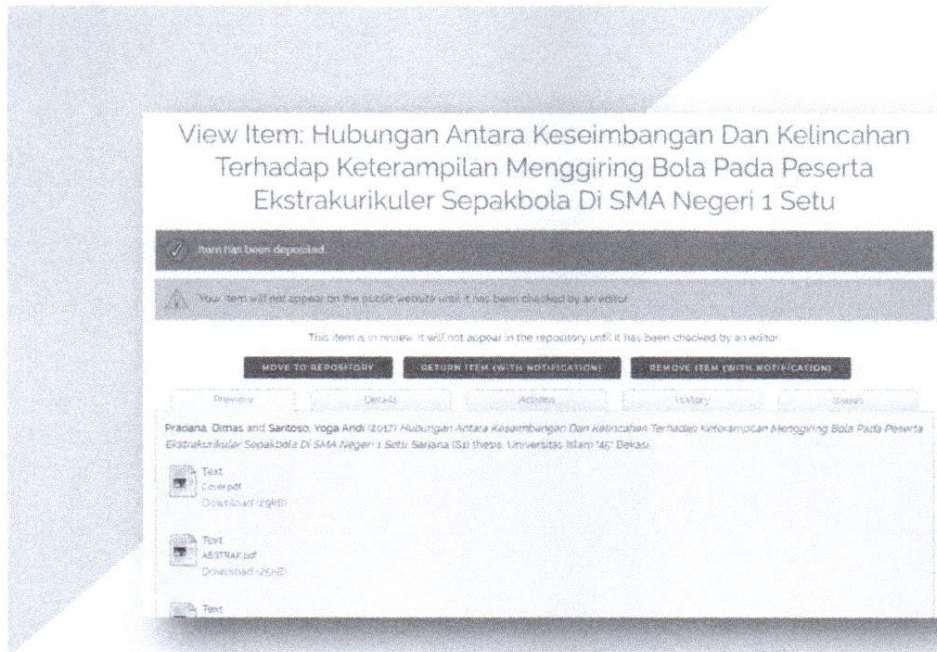 View Item: Hubungan Antara Keseimbangan Dan Kelincahan
Terhadap Keterampilan Menggiring Bola Pada Peserta
Ekstrakurikuler Sepakbola Di SMA Negeri 1 Setu
Item has been deposited.
Your item will not appear on the public website until it has been checked by an editor.
This item is in review. It will not appear in the repository until it has been checked by an editor.
MOVE TO REPOSITORY RETURN ITEM (WITH NOTIFICATION) REMOVE ITEM (WITH NOTIFICATION)
Preview Details Actions History Issues
Dimas and Santoso, Yoga Andi (2017) Hubungan Antara Keseimbangan Dan Kelincahan Terhadap Keterampilan Menggiring Bola Pada Peserta
Ekstrakurikuler Sepakbola Di SMA Negeri 1 Setu. Sarjana (S1) thesis, Universitas Islam "45" Bekasi.
Text
Cover.pdf
Download
Text
ABSTRAK.pdf
Download
Text